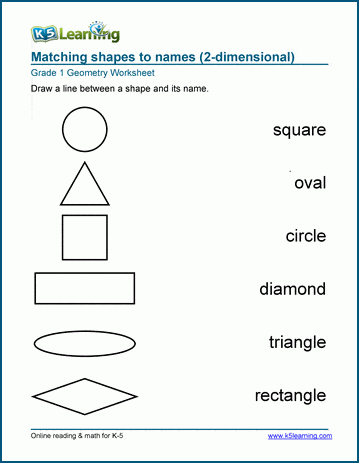 K5 Learning
Matching shapes to names (2-dimensional)
Grade 1 Geometry Worksheet
Draw a line between a shape and its name.
square
oval
circle
diamond
triangle
rectangle
Online reading & math for K-5
www.k5learning.com